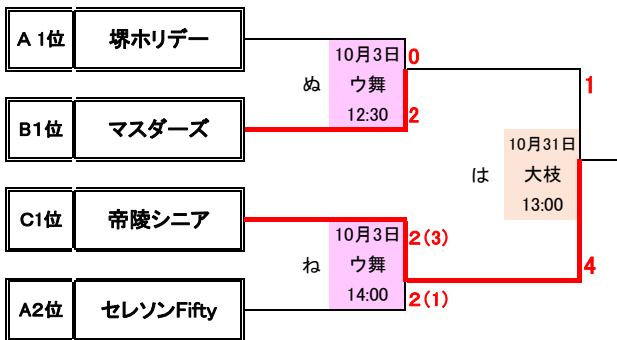 A 1位 堺ホリデー
10月3日 0
ぬ ウ舞
12:30 2
1
B1位 マスダーズ
10月31日
は 大枝
13:00
C1位 帝陵シニア
10月3日 2(3)
ね ウ舞
14:00 2(1)
4
A2位 セレソンFifty